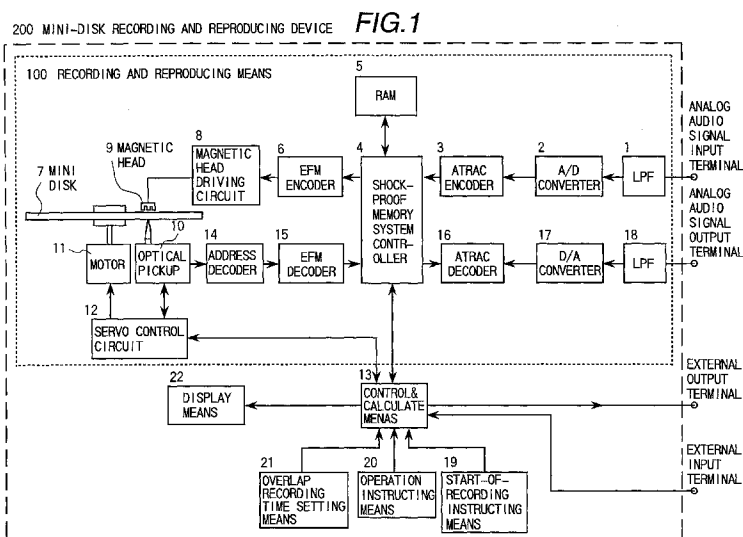 200 MINI-DISK RECORDING AND REPRODUCING DEVICE
FIG.1
100 RECORDING AND REPRODUCING MEANS
5
RAM
9 MAGNETIC
HEAD
7 MINI
DISK
8
MAGNETIC
HEAD
DRIVING
CIRCUIT
6
EFM
ENCODER
4
SHOCK-
PROOF
MEMORY
SYSTEM
CONTR-
OLLER
3
ATRAC
ENCODER
2
A/D
CONVERTER
1
LPF
ANALOG
AUDIO
SIGNAL
INPUT
TERMINAL
ANALOG
AUDIO
SIGNAL
OUTPUT
TERMINAL
11
MOTOR
10
OPTICAL
PICKUP
14
ADDRESS
DECODER
15
EFM
DECODER
16
ATRAC
DECODER
17
D/A
CONVERTER
18
LPF
12
SERVO CONTROL
CIRCUIT
22
DISPLAY
MEANS
13
CONTROL&
CALCULATE
MENAS
EXTERNAL
OUTPUT
TERMINAL
EXTERNAL
INPUT
TERMINAL
21
OVERLAP
RECORDING
TIME SETTING
MEANS
20
OPERATION
INSTRUCTING
MEANS
19
START-OF-
RECORDING
INSTRUCTING
MEANS